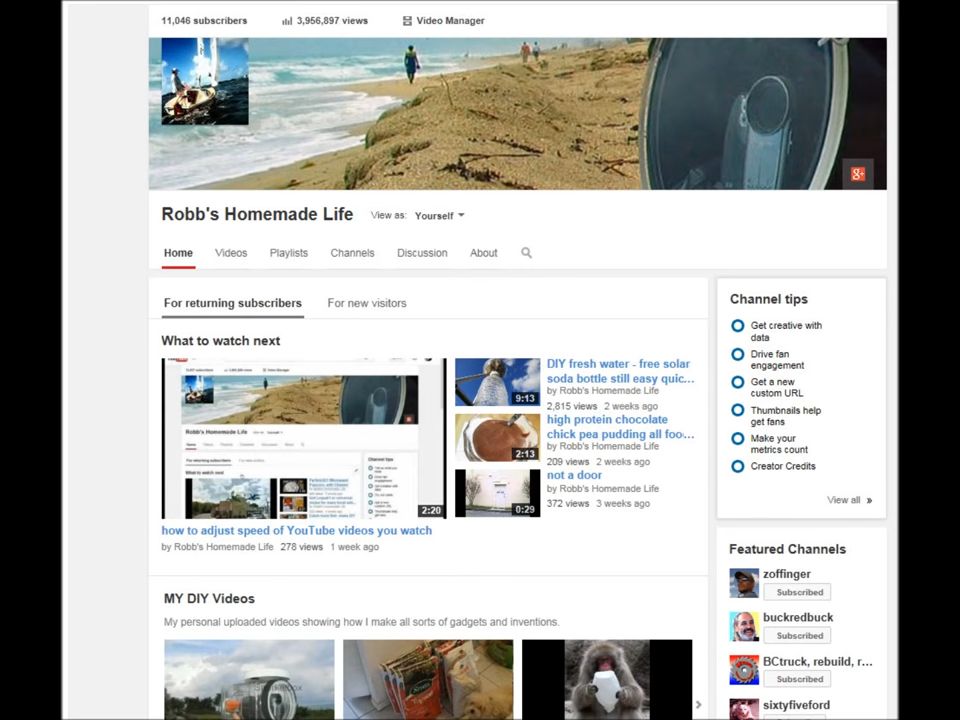 11,046 subscribers
3,956,897 views
Video Manager
g+
Robb's Homemade Life
View as: Yourself
Home Videos Playlists Channels Discussion About
For returning subscribers For new visitors
What to watch next
2:20
how to adjust speed of YouTube videos you watch
by Robb's Homemade Life 278 views 1 week ago
9:13
DIY fresh water - free solar
soda bottle still easy quic...
by Robb's Homemade Life
2,815 views 2 weeks ago
2:13
high protein chocolate
chick pea pudding all foo...
by Robb's Homemade Life
209 views 2 weeks ago
0:29
not a door
by Robb's Homemade Life
372 views 3 weeks ago
MY DIY Videos
My personal uploaded videos showing how I make all sorts of gadgets and inventions.
Channel tips
Get creative with
data
Drive fan
engagement
Get a new
custom URL
Thumbnails help
get fans
Make your
metrics count
Creator Credits
View all »
Featured Channels
zoffinger
Subscribed
buckredbuck
Subscribed
BCtruck, rebuild, r...
Subscribed
sixtyfiveford